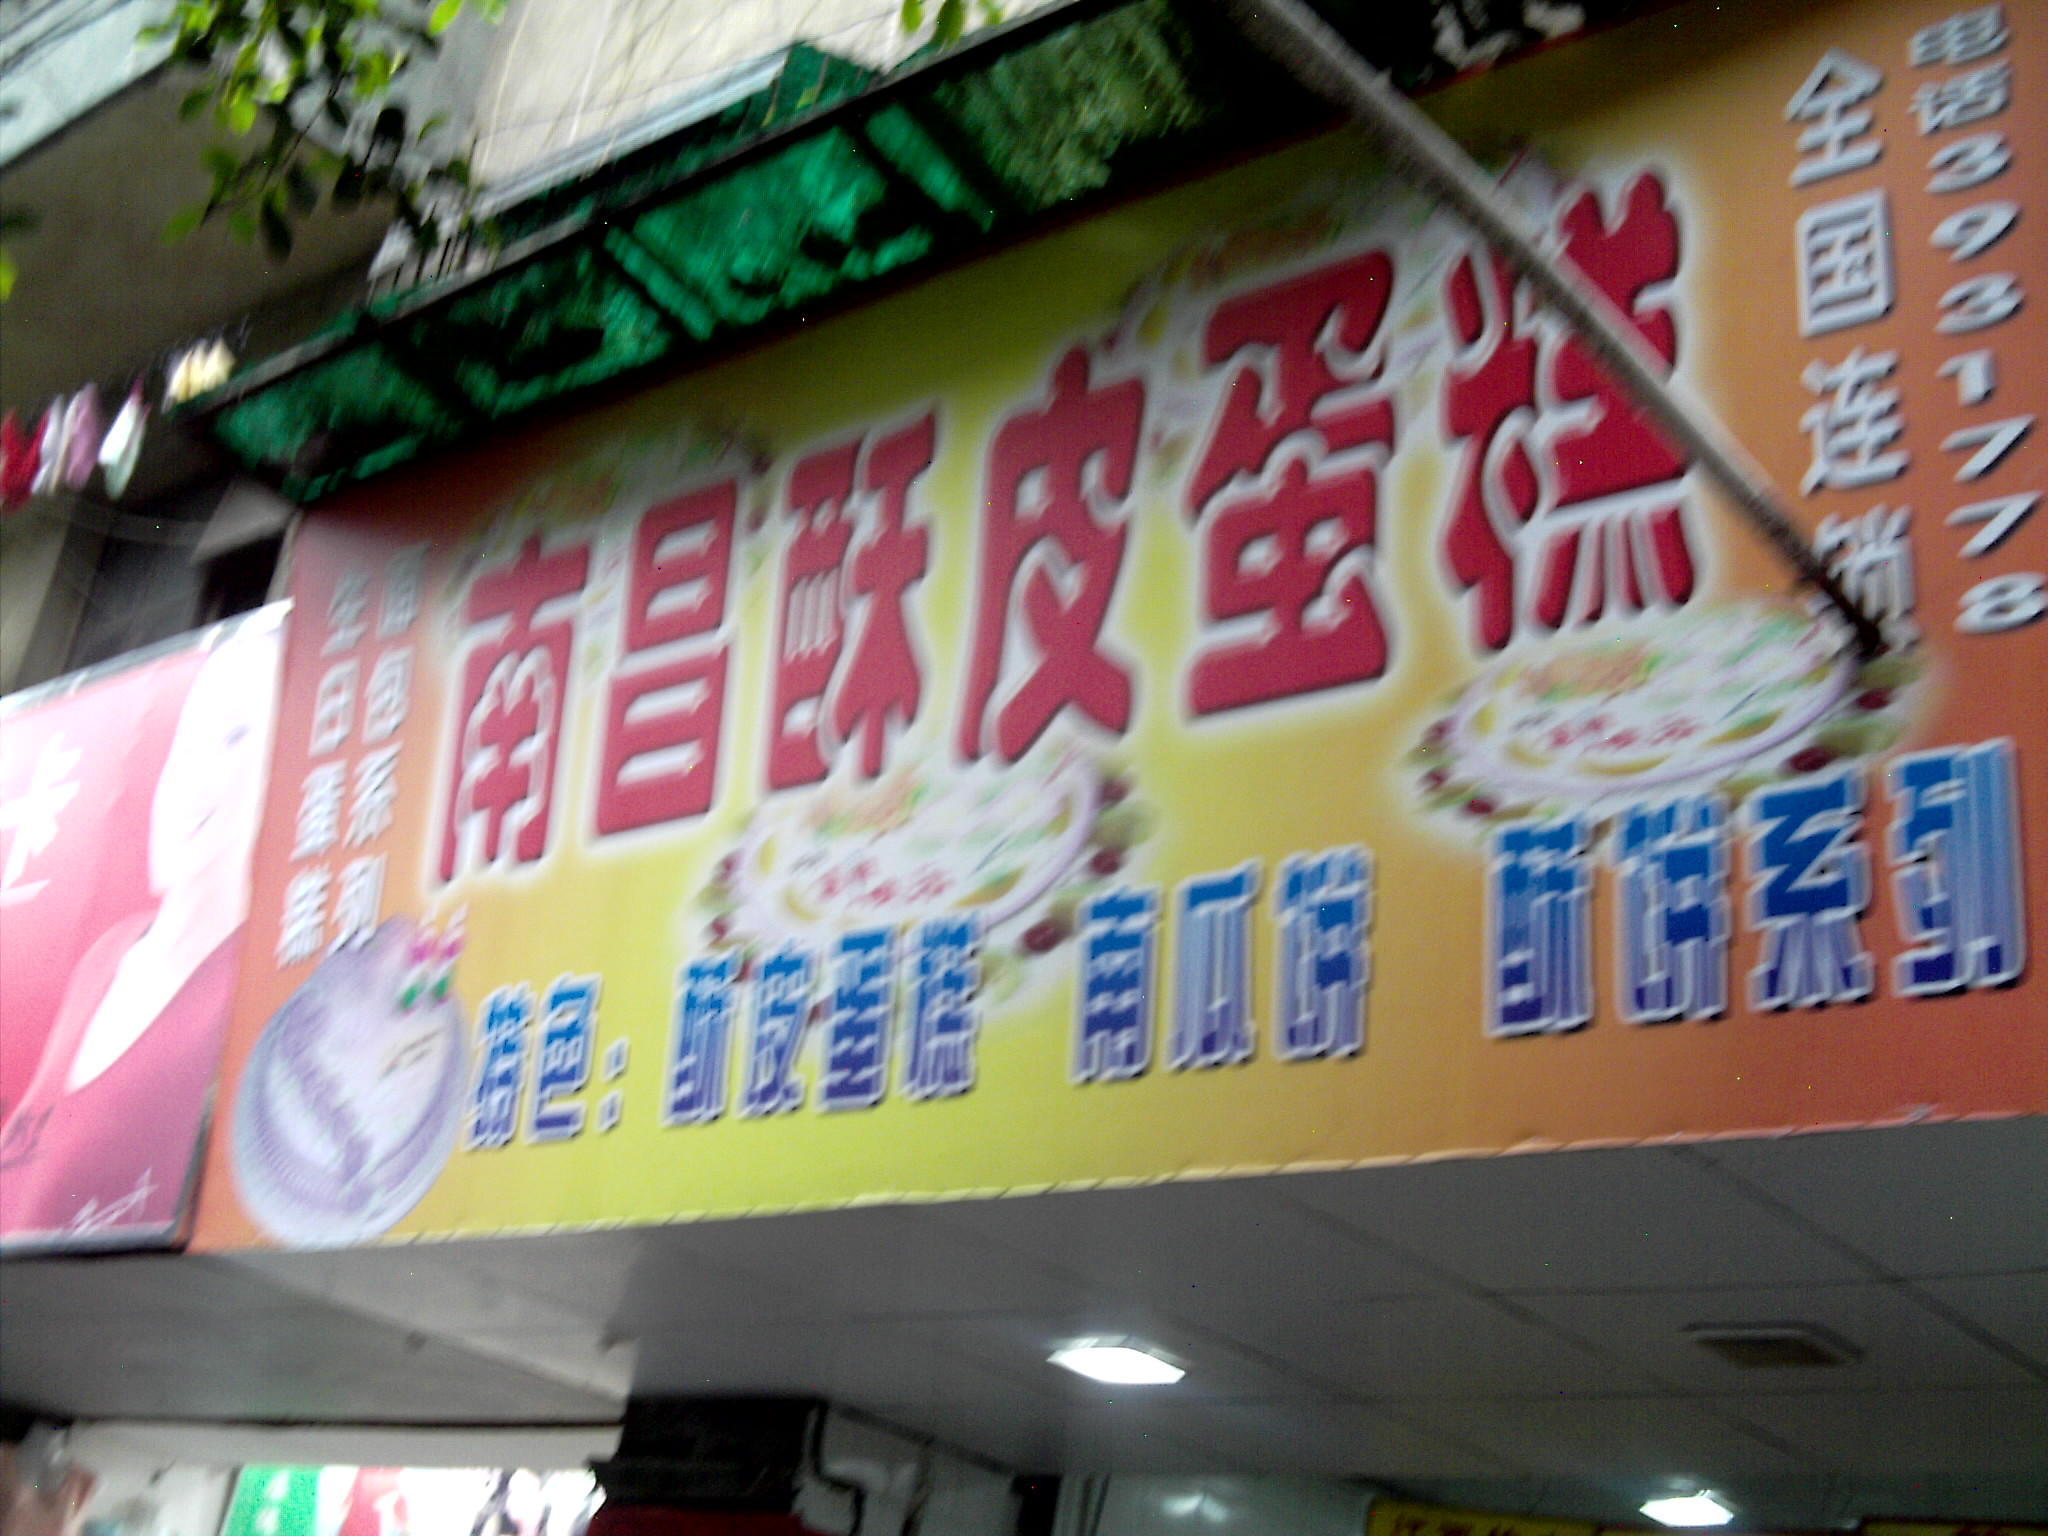 南昌酥皮蛋糕
全国连锁
电话3931778
生日蛋糕
面包系列
特色：酥皮蛋糕 南瓜饼 酥饼系列